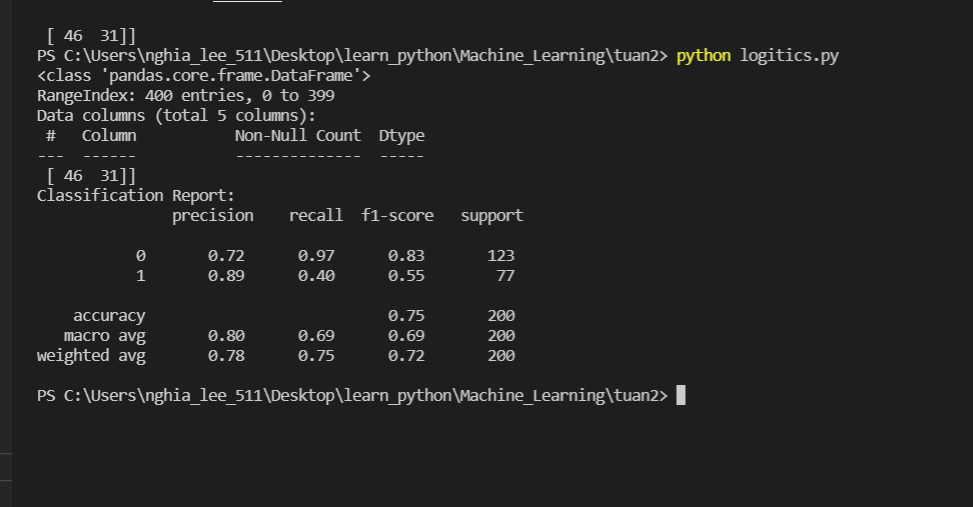 [ 46  31]]
PS C:\Users\nghia_lee_511\Desktop\learn_python\Machine_Learning\tuan2> python logitics.py
<class 'pandas.core.frame.DataFrame'>
RangeIndex: 400 entries, 0 to 399
Data columns (total 5 columns):
 #   Column           Non-Null Count  Dtype
---  ------           --------------  -----
 [ 46  31]]
Classification Report:
               precision    recall  f1-score   support

           0       0.72      0.97      0.83       123
           1       0.89      0.40      0.55        77

    accuracy                           0.75       200
   macro avg       0.80      0.69      0.69       200
weighted avg       0.78      0.75      0.72       200

PS C:\Users\nghia_lee_511\Desktop\learn_python\Machine_Learning\tuan2>